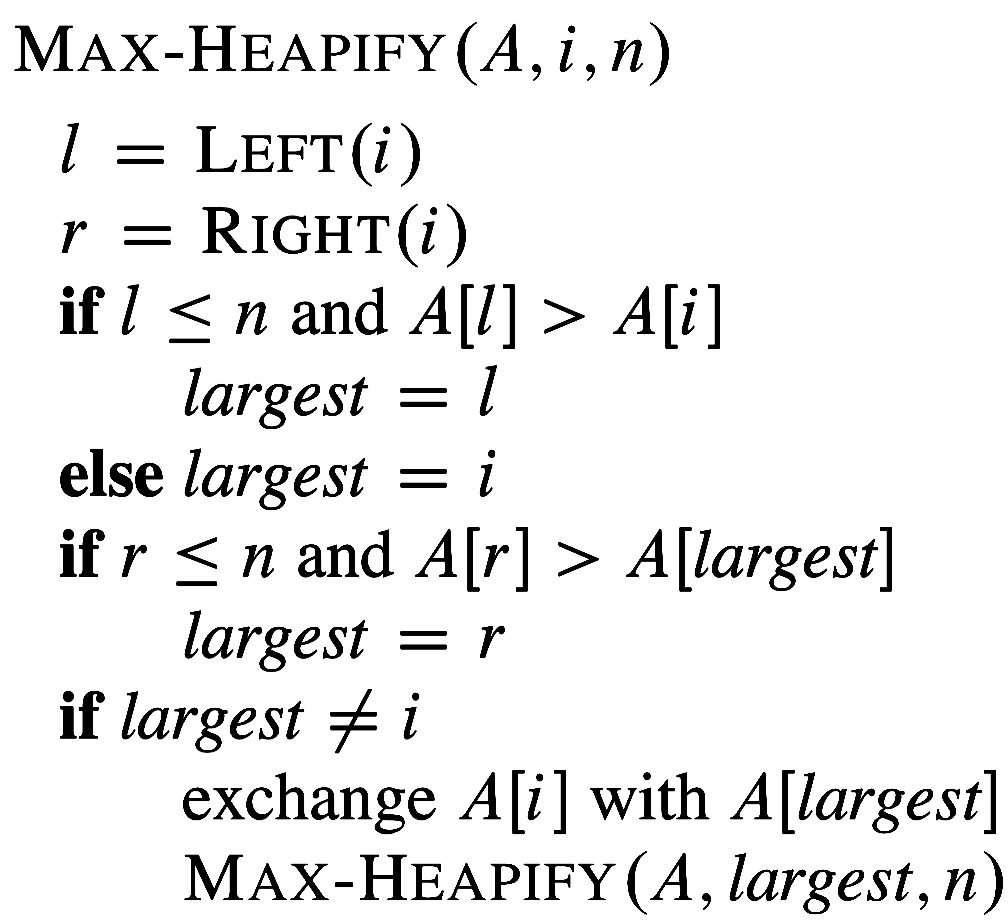 MAX-HEAPIFY(A, i, n)
l = LEFT(i)
r = RIGHT(i)
if l ≤ n and A[l] > A[i]
largest = l
else largest = i
if r ≤ n and A[r] > A[largest]
largest = r
if largest ≠ i
exchange A[i] with A[largest]
MAX-HEAPIFY(A, largest, n)